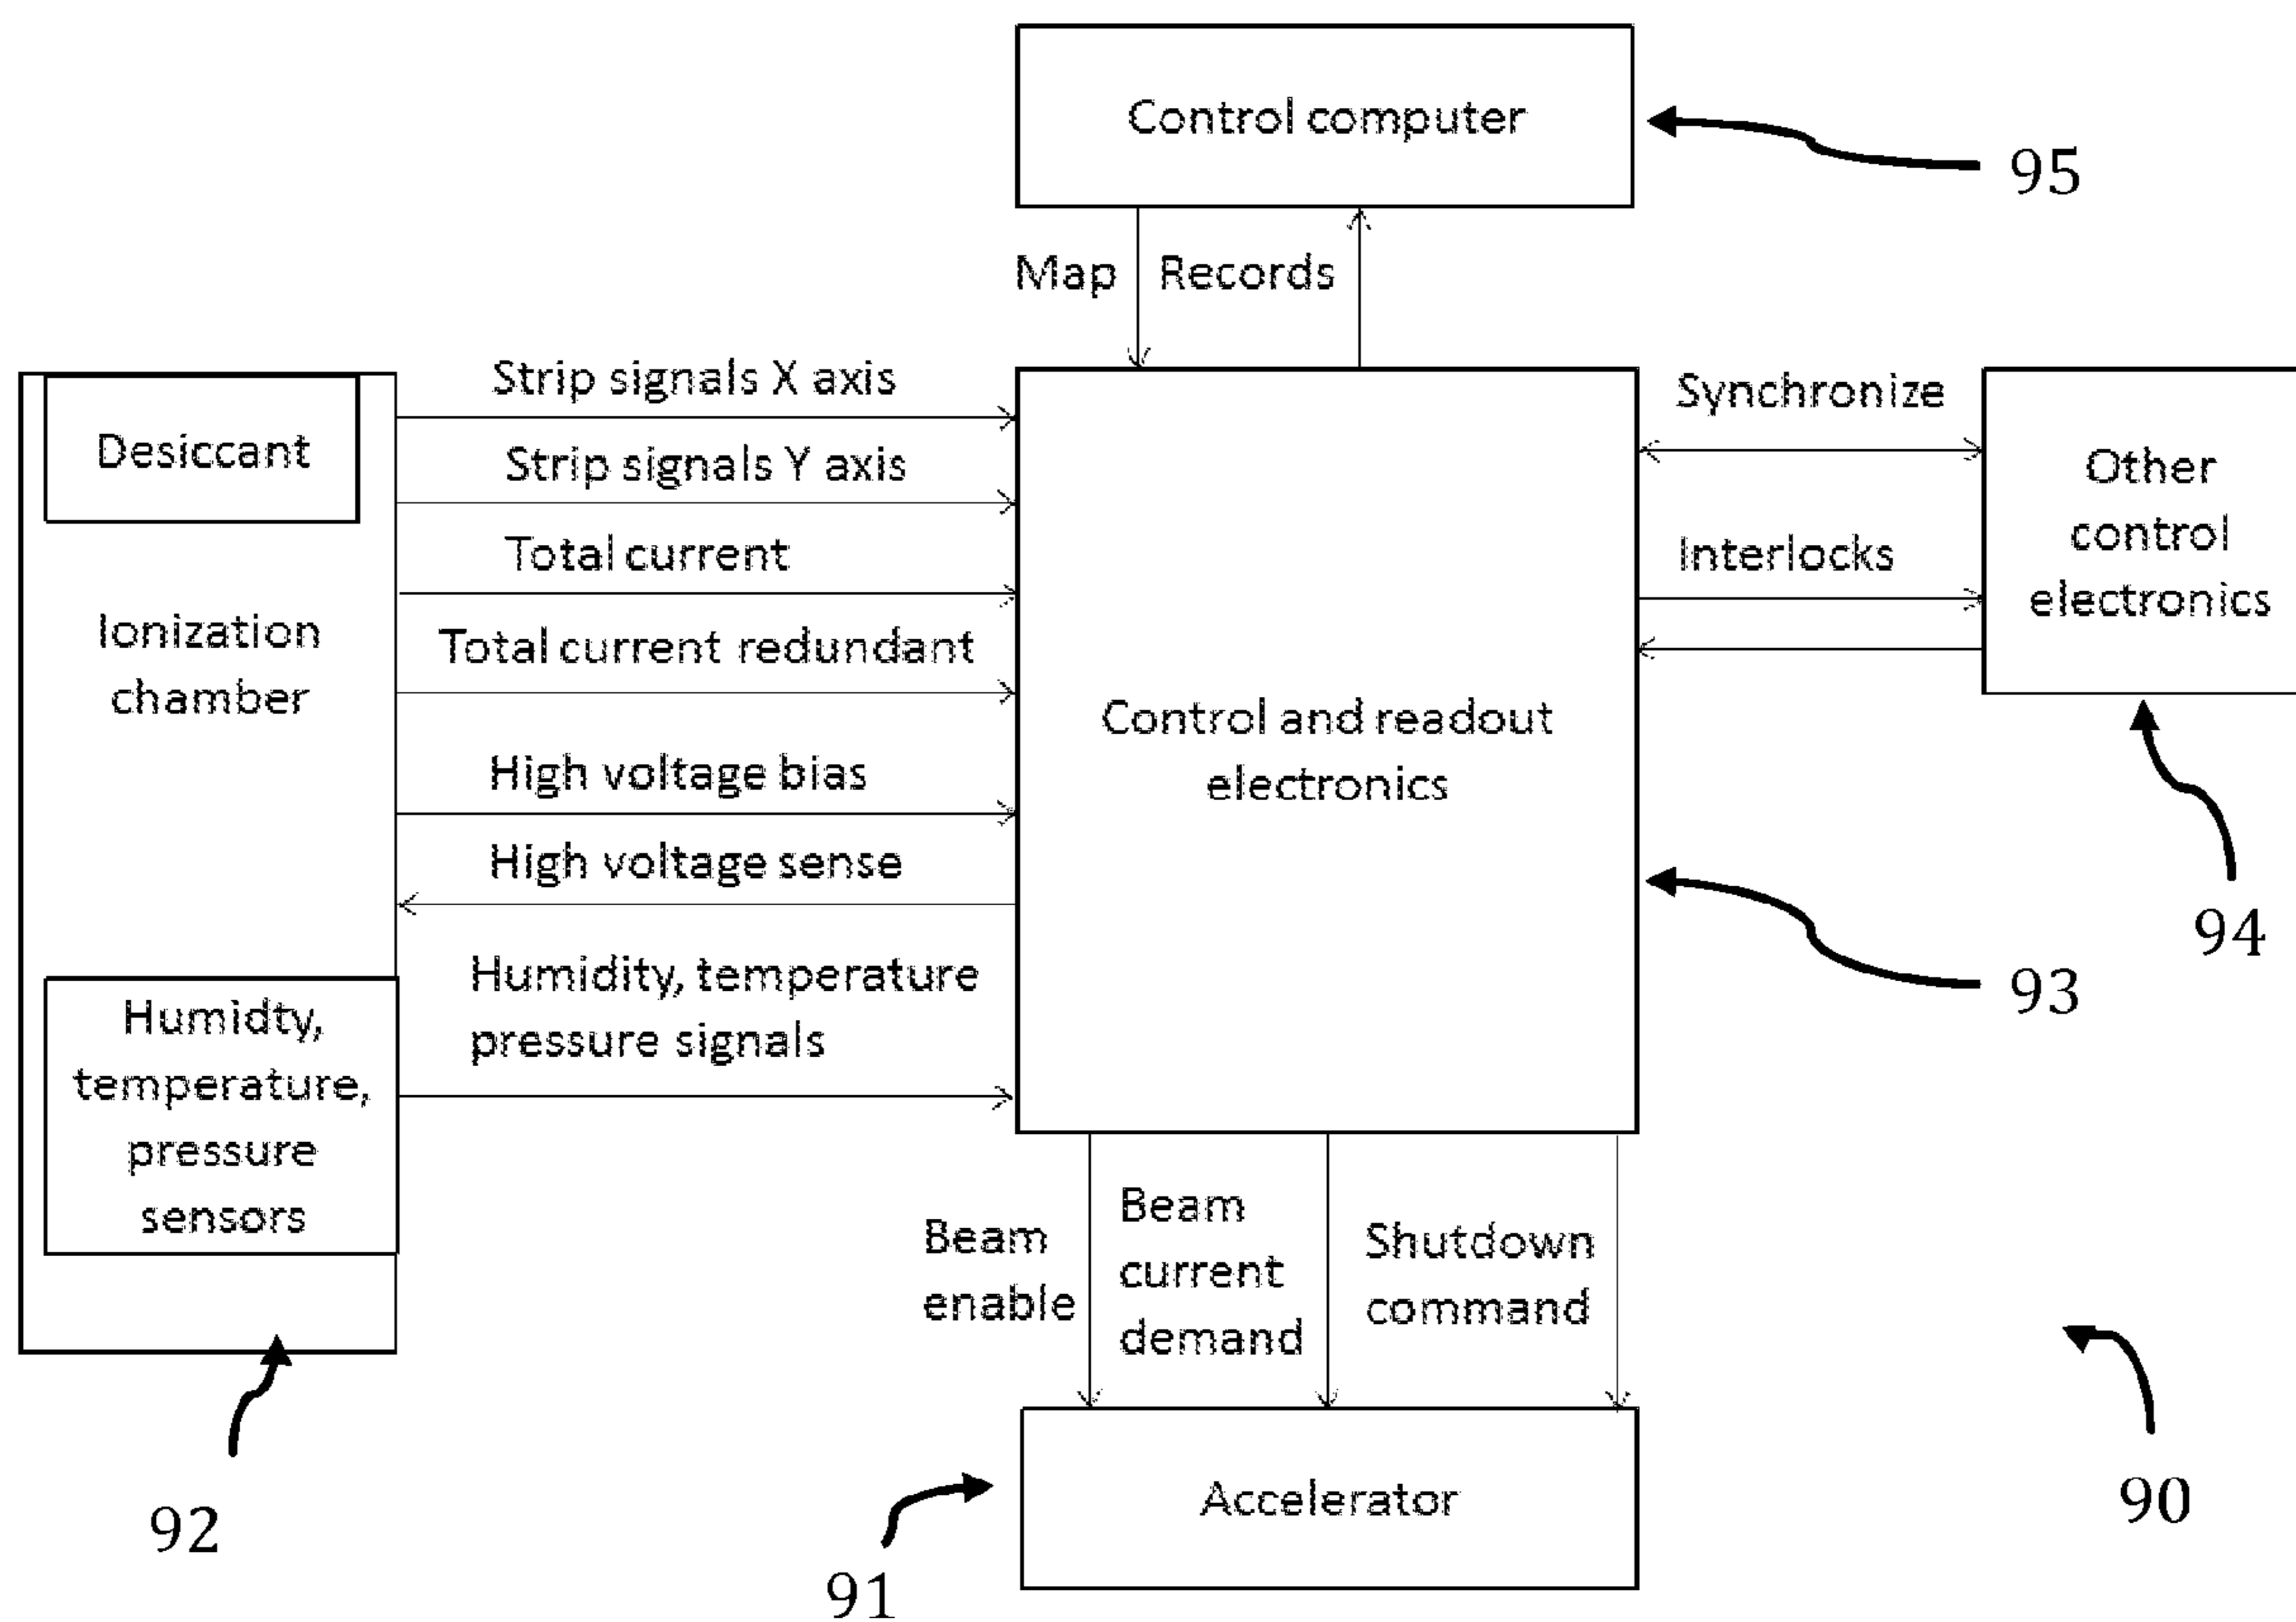 Control computer
95
Map
Records
Strip signals X axis
Desiccant
Strip signals Y axis
Total current
Ionization
chamber
Total current redundant
High voltage bias
High voltage sense
Humidity, temperature
pressure signals
Humidty,
temperature,
pressure
sensors
92
Control and readout
electronics
93
Synchronize
Interlocks
Other
control
electronics
94
Beam
enable
Beam
current
demand
Shutdown
command
Accelerator
91
90